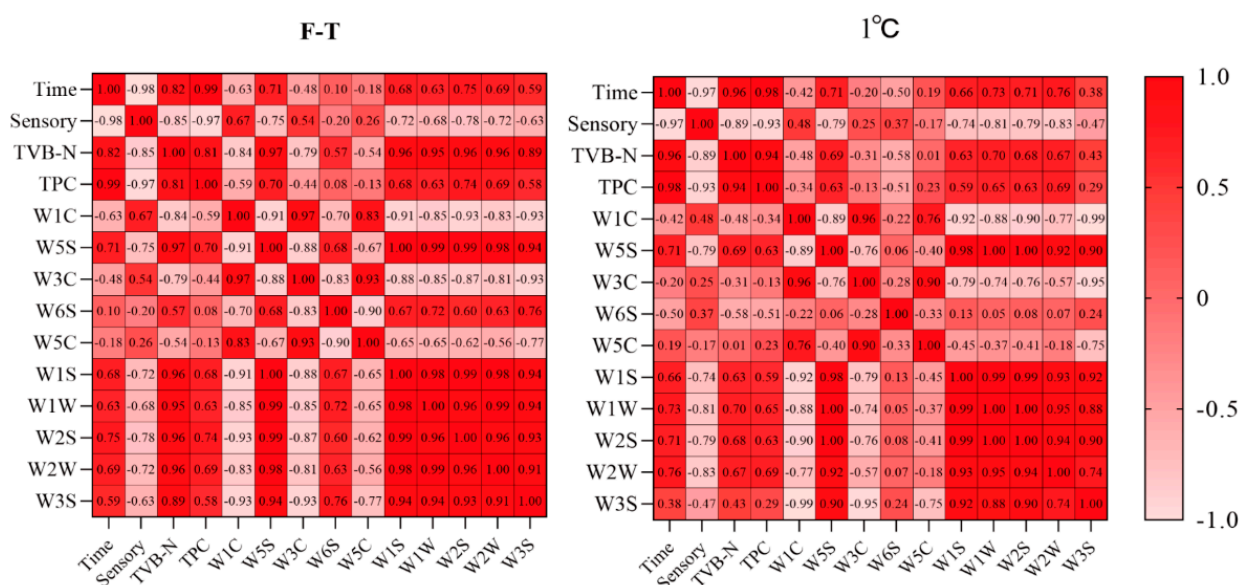 F-T
Time 1.00 -0.98 0.82 0.99 -0.63 0.71 -0.48 0.10 -0.18 0.68 0.63 0.75 0.69 0.59
Sensory -0.98 1.00 -0.85 -0.97 0.67 -0.75 0.54 -0.20 0.26 -0.72 -0.68 -0.78 -0.72 -0.63
TVB-N 0.82 -0.85 1.00 0.81 -0.84 0.97 -0.79 0.57 -0.54 0.96 0.95 0.96 0.96 0.89
TPC 0.99 -0.97 0.81 1.00 -0.59 0.70 -0.44 0.08 -0.13 0.68 0.63 0.74 0.69 0.58
W1C -0.63 0.67 -0.84 -0.59 1.00 -0.91 0.97 -0.70 0.83 -0.91 -0.85 -0.93 -0.83 -0.93
W5S 0.71 -0.75 0.97 0.70 -0.91 1.00 -0.88 0.68 -0.67 1.00 0.99 0.99 0.98 0.94
W3C -0.48 0.54 -0.79 -0.44 0.97 -0.88 1.00 -0.83 0.93 -0.88 -0.85 -0.87 -0.81 -0.93
W6S 0.10 -0.20 0.57 0.08 -0.70 0.68 -0.83 1.00 -0.90 0.67 0.72 0.60 0.63 0.76
W5C -0.18 0.26 -0.54 -0.13 0.83 -0.67 0.93 -0.90 1.00 -0.65 -0.65 -0.62 -0.56 -0.77
W1S 0.68 -0.72 0.96 0.68 -0.91 1.00 -0.88 0.67 -0.65 1.00 0.98 0.99 0.98 0.94
W1W 0.63 -0.68 0.95 0.63 -0.85 0.99 -0.85 0.72 -0.65 0.98 1.00 0.96 0.99 0.94
W2S 0.75 -0.78 0.96 0.74 -0.93 0.99 -0.87 0.60 -0.62 0.99 0.96 1.00 0.96 0.93
W2W 0.69 -0.72 0.96 0.69 -0.83 0.98 -0.81 0.63 -0.56 0.98 0.99 0.96 1.00 0.91
W3S 0.59 -0.63 0.89 0.58 -0.93 0.94 -0.93 0.76 -0.77 0.94 0.94 0.93 0.91 1.00
Time Sensory TVB-N TPC W1C W5S W3C W6S W5C W1S W1W W2S W2W W3S
1℃
Time 1.00 -0.97 0.96 0.98 -0.42 0.71 -0.20 -0.50 0.19 0.66 0.73 0.71 0.76 0.38
Sensory -0.97 1.00 -0.89 -0.93 0.48 -0.79 0.25 0.37 -0.17 -0.74 -0.81 -0.79 -0.83 -0.47
TVB-N 0.96 -0.89 1.00 0.94 -0.48 0.69 -0.31 -0.58 0.01 0.63 0.70 0.68 0.67 0.43
TPC 0.98 -0.93 0.94 1.00 -0.34 0.63 -0.13 -0.51 0.23 0.59 0.65 0.63 0.69 0.29
W1C -0.42 0.48 -0.48 -0.34 1.00 -0.89 0.96 -0.22 0.76 -0.92 -0.88 -0.90 -0.77 -0.99
W5S 0.71 -0.79 0.69 0.63 -0.89 1.00 -0.76 0.06 -0.40 0.98 1.00 1.00 0.92 0.90
W3C -0.20 0.25 -0.31 -0.13 0.96 -0.76 1.00 -0.28 0.90 -0.79 -0.74 -0.76 -0.57 -0.95
W6S -0.50 0.37 -0.58 -0.51 -0.22 0.06 -0.28 1.00 -0.33 0.13 0.05 0.08 0.07 0.24
W5C 0.19 -0.17 0.01 0.23 0.76 -0.40 0.90 -0.33 1.00 -0.45 -0.37 -0.41 -0.18 -0.75
W1S 0.66 -0.74 0.63 0.59 -0.92 0.98 -0.79 0.13 -0.45 1.00 0.99 0.99 0.93 0.92
W1W 0.73 -0.81 0.70 0.65 -0.88 1.00 -0.74 0.05 -0.37 0.99 1.00 1.00 0.95 0.88
W2S 0.71 -0.79 0.68 0.63 -0.90 1.00 -0.76 0.08 -0.41 0.99 1.00 1.00 0.94 0.90
W2W 0.76 -0.83 0.67 0.69 -0.77 0.92 -0.57 0.07 -0.18 0.93 0.95 0.94 1.00 0.74
W3S 0.38 -0.47 0.43 0.29 -0.99 0.90 -0.95 0.24 -0.75 0.92 0.88 0.90 0.74 1.00
Time Sensory TVB-N TPC W1C W5S W3C W6S W5C W1S W1W W2S W2W W3S
1.0
0.5
0
-0.5
-1.0